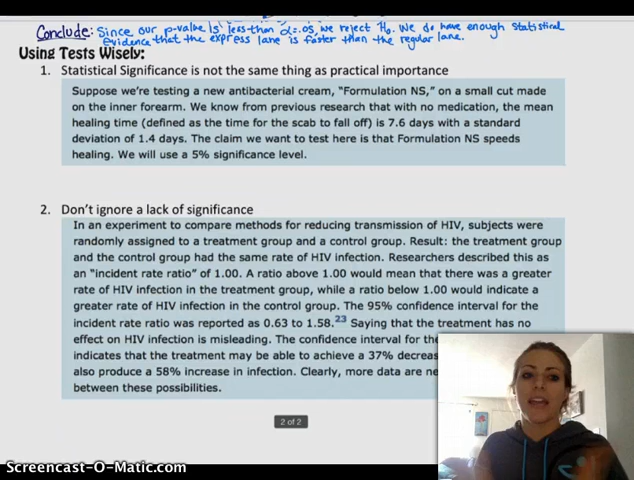 Conclude: Since our p-value is less than α=.05, we reject H₀. We do have enough statistical
evidence that the express lane is faster than the regular lane.
Using Tests Wisely:
1. Statistical Significance is not the same thing as practical importance
Suppose we're testing a new antibacterial cream, "Formulation NS," on a small cut made
on the inner forearm. We know from previous research that with no medication, the mean
healing time (defined as the time for the scab to fall off) is 7.6 days with a standard
deviation of 1.4 days. The claim we want to test here is that Formulation NS speeds
healing. We will use a 5% significance level.
2. Don't ignore a lack of significance
In an experiment to compare methods for reducing transmission of HIV, subjects were
randomly assigned to a treatment group and a control group. Result: the treatment group
and the control group had the same rate of HIV infection. Researchers described this as
an "incident rate ratio" of 1.00. A ratio above 1.00 would mean that there was a greater
rate of HIV infection in the treatment group, while a ratio below 1.00 would indicate a
greater rate of HIV infection in the control group. The 95% confidence interval for the
incident rate ratio was reported as 0.63 to 1.58.23 Saying that the treatment has no
effect on HIV infection is misleading. The confidence interval for the
indicates that the treatment may be able to achieve a 37% decreas
also produce a 58% increase in infection. Clearly, more data are ne
between these possibilities.
2 of 2
Screencast-O-Matic.com